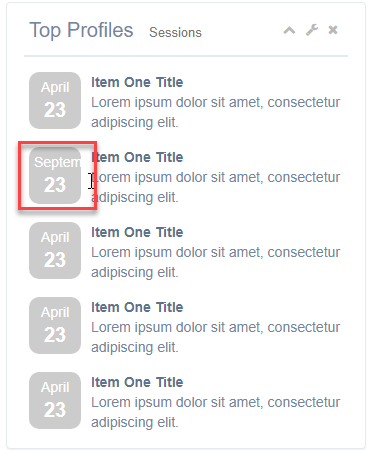 Top Profiles Sessions
April
23
Item One Title
Lorem ipsum dolor sit amet, consectetur
adipiscing elit.
Septem
23
Item One Title
Lorem ipsum dolor sit amet, consectetur
adipiscing elit.
April
23
Item One Title
Lorem ipsum dolor sit amet, consectetur
adipiscing elit.
April
23
Item One Title
Lorem ipsum dolor sit amet, consectetur
adipiscing elit.
April
23
Item One Title
Lorem ipsum dolor sit amet, consectetur
adipiscing elit.